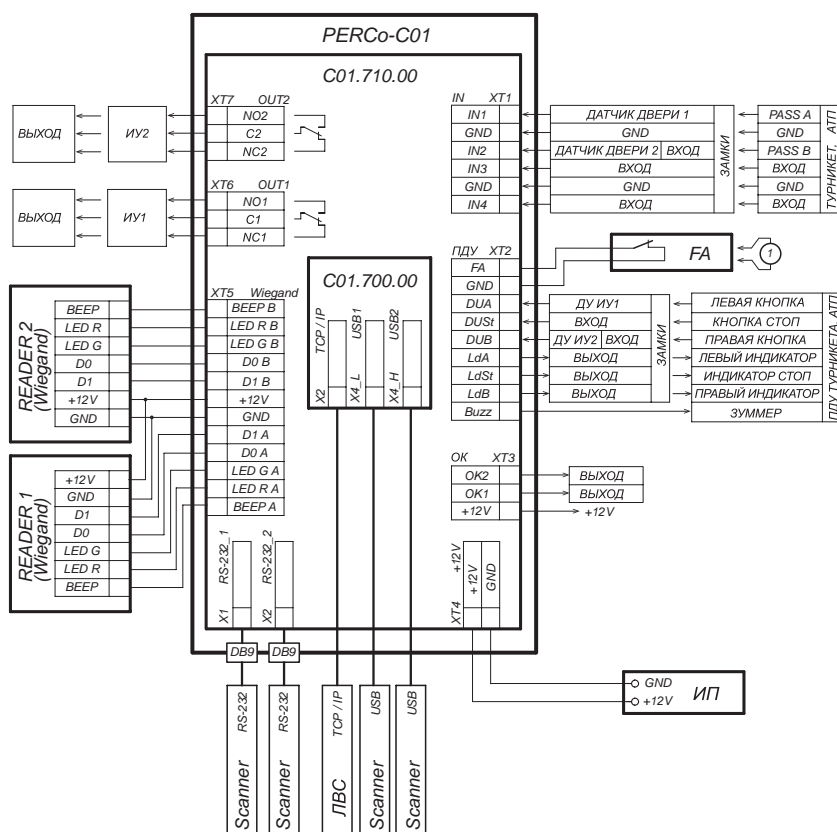 PERCo-C01
C01.710.00
XT7 OUT2
NO2
C2
NC2
ИУ2
ВЫХОД
XT6 OUT1
NO1
C1
NC1
ИУ1
ВЫХОД
XT5 Wiegand
BEEP B
LED R B
LED G B
D0 B
D1 B
+12V
GND
D1 A
D0 A
LED G A
LED R A
BEEP A
READER 2
(Wiegand)
BEEP
LED R
LED G
D0
D1
+12V
GND
READER 1
(Wiegand)
+12V
GND
D1
D0
LED G
LED R
BEEP
C01.700.00
X2 TCP / IP
X4_L USB1
X4_H USB2
IN XT1
IN1
GND
IN2
IN3
GND
IN4
ДАТЧИК ДВЕРИ 1
GND
ДАТЧИК ДВЕРИ 2 ВХОД
ВХОД
GND
ВХОД
ЗАМКИ
PASS A
GND
PASS B
ВХОД
GND
ВХОД
ТУРНИКЕТ, АТП
ПДУ XT2
FA
GND
DUA
DUSt
DUB
LdA
LdSt
LdB
Buzz
FA
1
ДУ ИУ1
ВХОД
ДУ ИУ2 ВХОД
ВЫХОД
ВЫХОД
ВЫХОД
ЗАМКИ
ЛЕВАЯ КНОПКА
КНОПКА СТОП
ПРАВАЯ КНОПКА
ЛЕВЫЙ ИНДИКАТОР
ИНДИКАТОР СТОП
ПРАВЫЙ ИНДИКАТОР
ЗУММЕР
ПДУ ТУРНИКЕТА, АТП
OK XT3
OK2
OK1
+12V
ВЫХОД
ВЫХОД
+12V
X1 RS-232_1
X2 RS-232_2
XT4 +12V
+12V
GND
DB9
DB9
GND
+12V
ИП
Scanner RS-232
Scanner RS-232
ЛВС TCP / IP
Scanner USB
Scanner USB